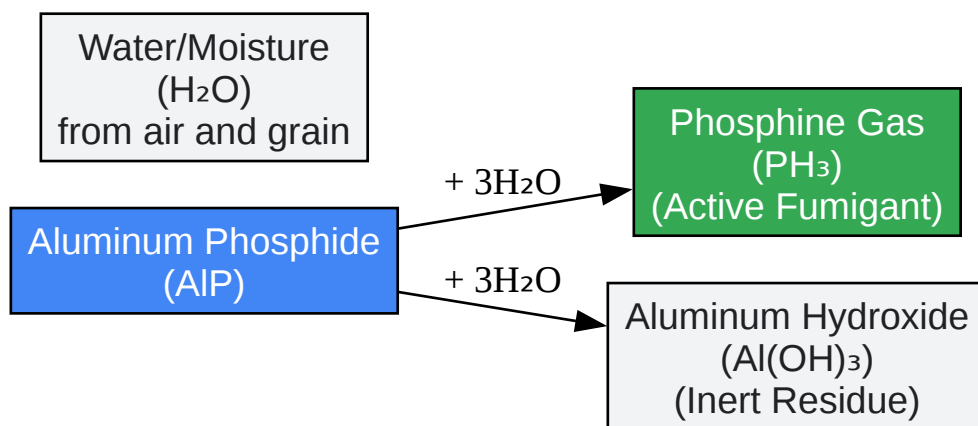 Water/Moisture
(H₂O)
from air and grain
Aluminum Phosphide
(AlP)
+ 3H₂O
+ 3H₂O
Phosphine Gas
(PH₃)
(Active Fumigant)
Aluminum Hydroxide
(Al(OH)₃)
(Inert Residue)